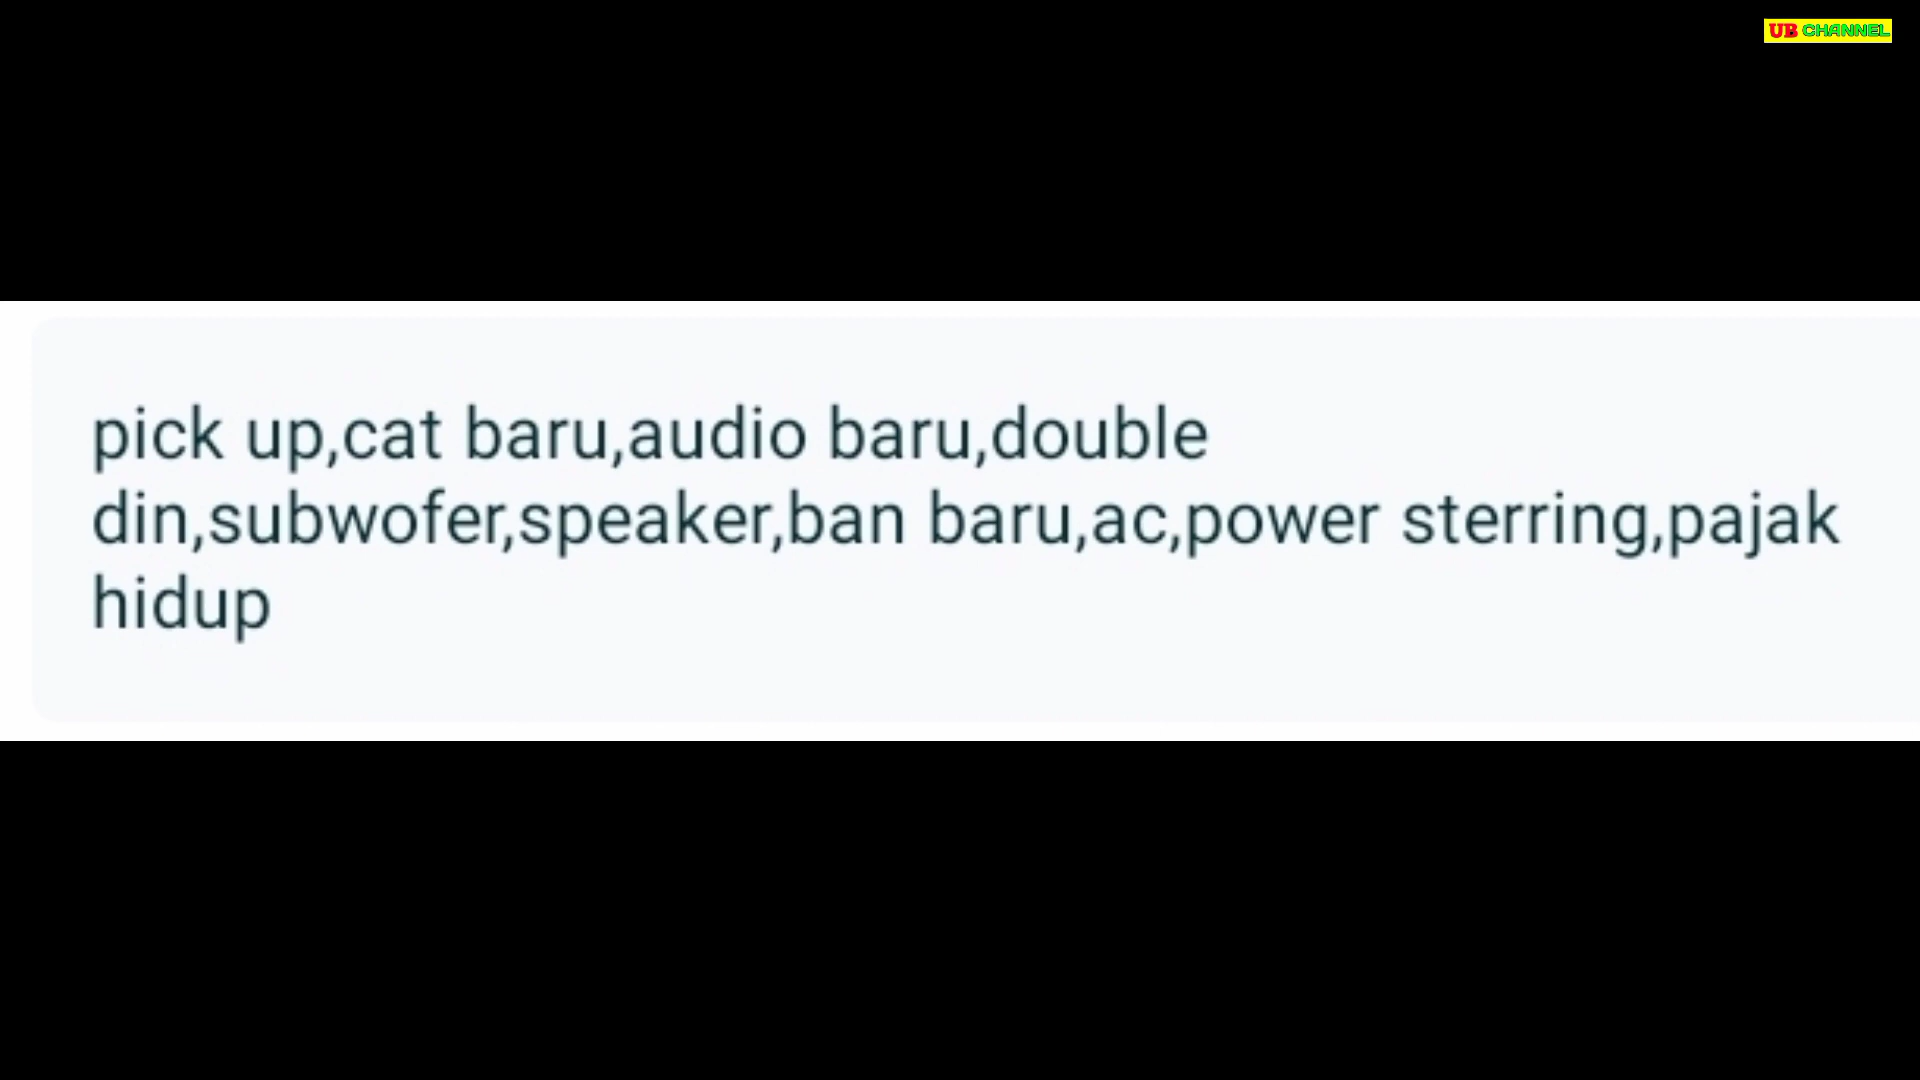 UB CHANNEL
pick up,cat baru,audio baru,double
din,subwofer,speaker,ban baru,ac,power sterring,pajak
hidup